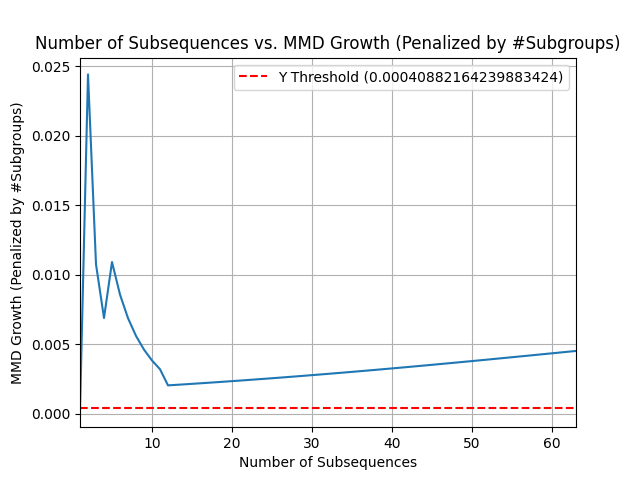 Number of Subsequences vs. MMD Growth (Penalized by #Subgroups)
Y Threshold (0.00040882164239883424)
MMD Growth (Penalized by #Subgroups)
0.025
0.020
0.015
0.010
0.005
0.000
10 20 30 40 50 60
Number of Subsequences